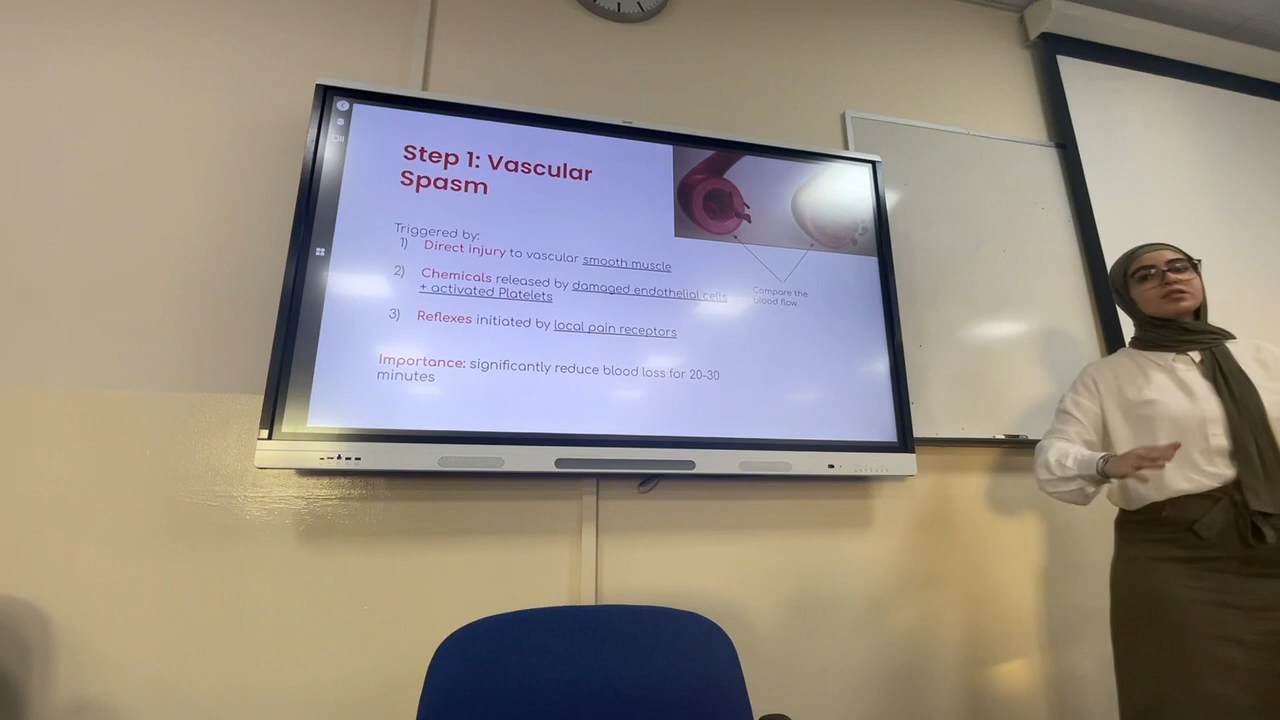 Step 1: Vascular
Spasm
Triggered by:
1) Direct injury to vascular smooth muscle
2) Chemicals released by damaged endothelial cells
+ activated Platelets
3) Reflexes initiated by local pain receptors
Compare the
blood flow
Importance: significantly reduce blood loss for 20-30
minutes